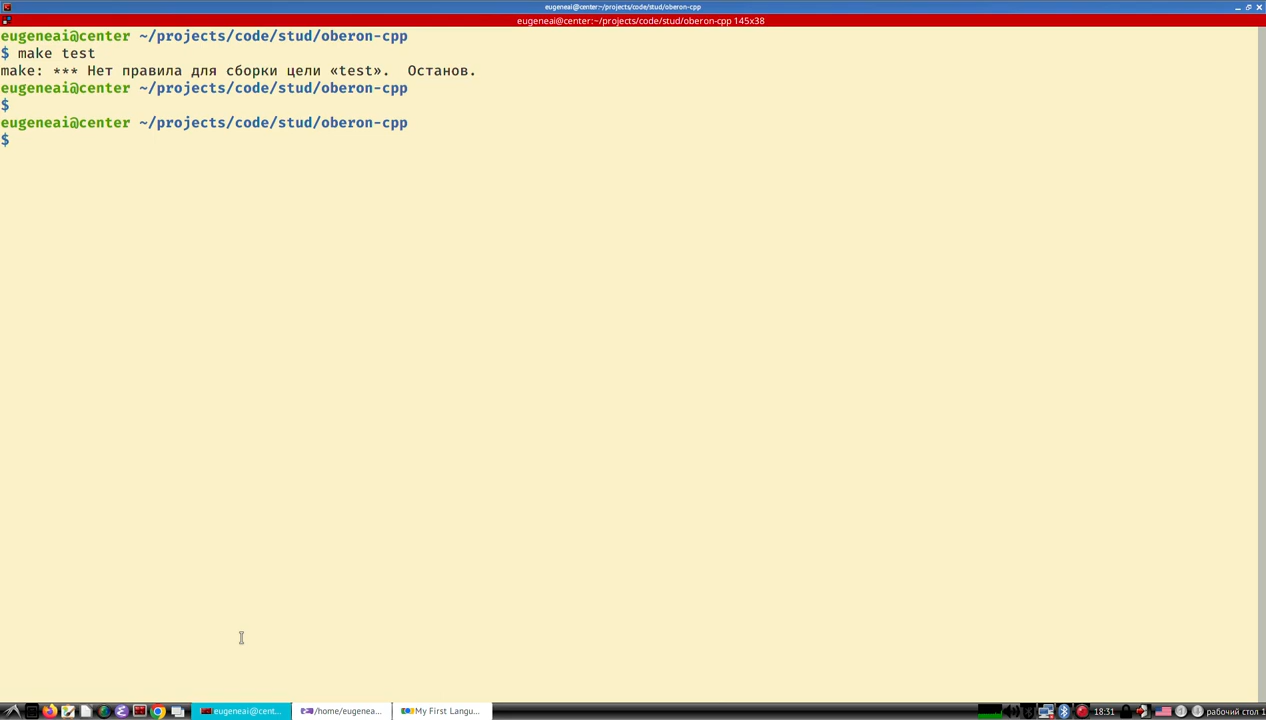 eugeneai@center:~/projects/code/stud/oberon-cpp
eugeneai@center:~/projects/code/stud/oberon-cpp 145x38
eugeneai@center ~/projects/code/stud/oberon-cpp
$ make test
make: *** Нет правила для сборки цели «test».  Останов.
eugeneai@center ~/projects/code/stud/oberon-cpp
$
eugeneai@center ~/projects/code/stud/oberon-cpp
$
eugeneai@cent... /home/eugenea... My First Langu... 18:31 рабочий стол 1